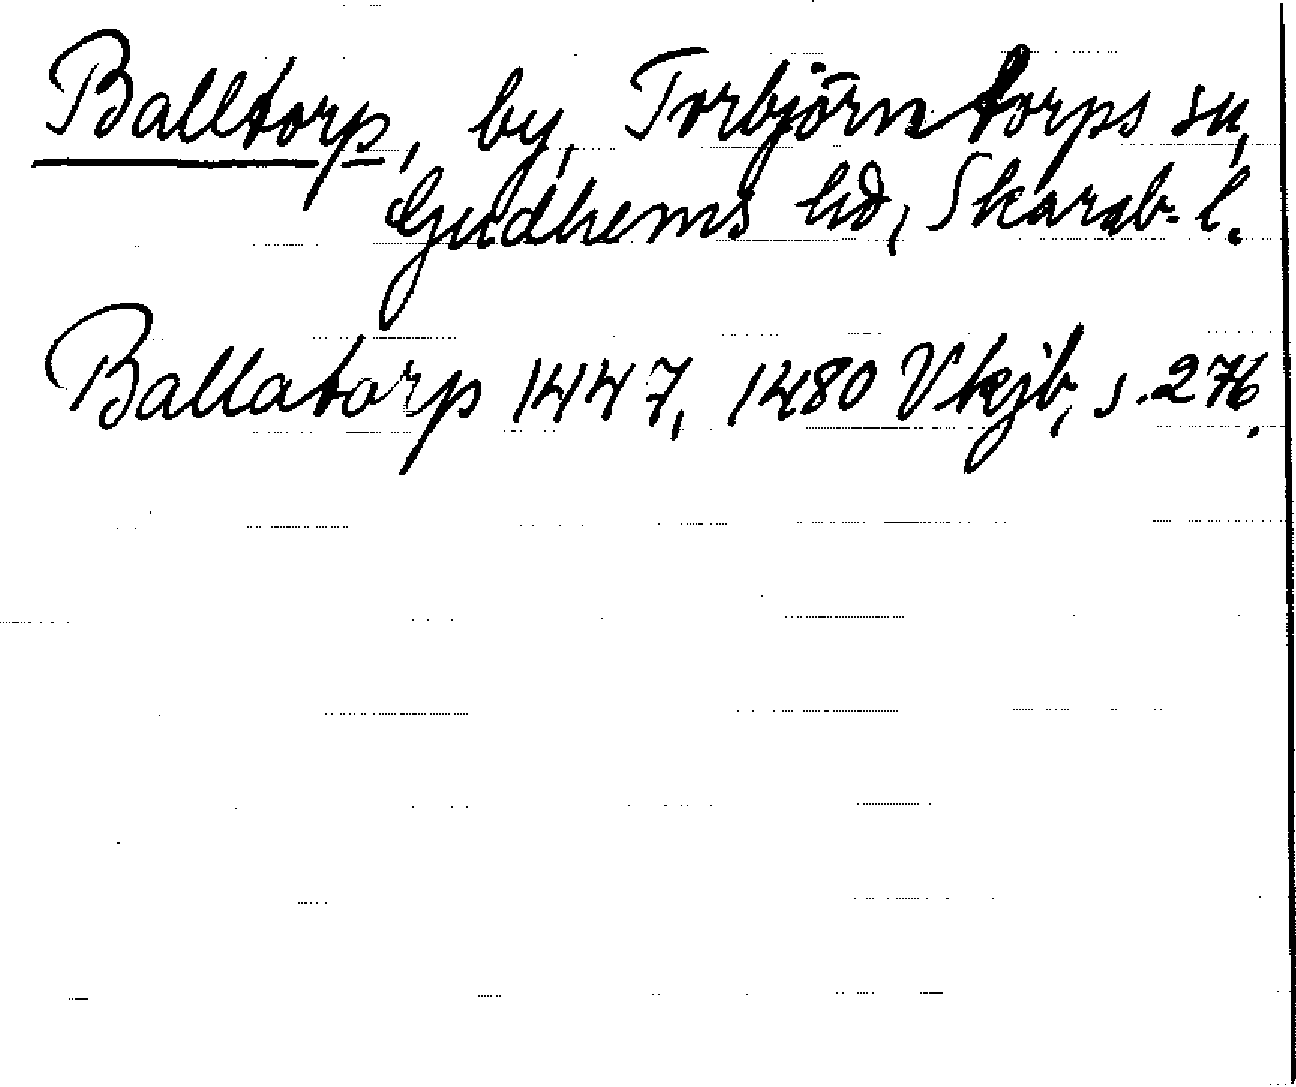 Balltorp, by, Torbjörntorps sn,
Gudhems hd, Skarab. l.
Ballatorp 1447, 1480 Vkjb, s. 276.